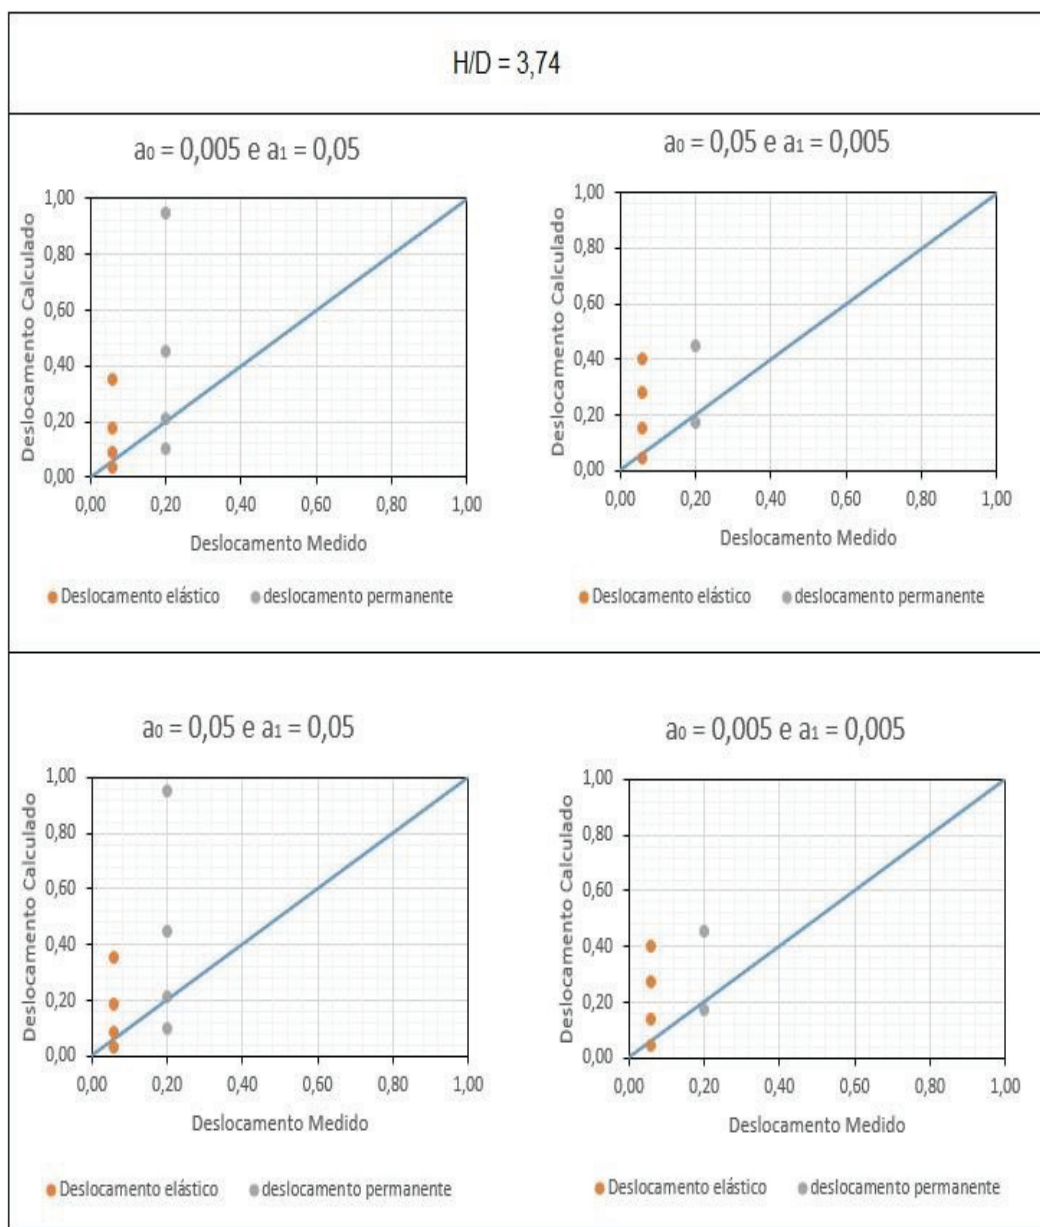 H/D = 3,74
a₀ = 0,005 e a₁ = 0,05
Deslocamento Calculado
1,00
0,80
0,60
0,40
0,20
0,00
0,00 0,20 0,40 0,60 0,80 1,00
Deslocamento Medido
Deslocamento elástico deslocamento permanente
a₀ = 0,05 e a₁ = 0,005
Deslocamento Calculado
1,00
0,80
0,60
0,40
0,20
0,00
0,00 0,20 0,40 0,60 0,80 1,00
Deslocamento Medido
Deslocamento elástico deslocamento permanente
a₀ = 0,05 e a₁ = 0,05
Deslocamento Calculado
1,00
0,80
0,60
0,40
0,20
0,00
0,00 0,20 0,40 0,60 0,80 1,00
Deslocamento Medido
Deslocamento elástico deslocamento permanente
a₀ = 0,005 e a₁ = 0,005
Deslocamento Calculado
1,00
0,80
0,60
0,40
0,20
0,00
0,00 0,20 0,40 0,60 0,80 1,00
Deslocamento Medido
Deslocamento elástico deslocamento permanente